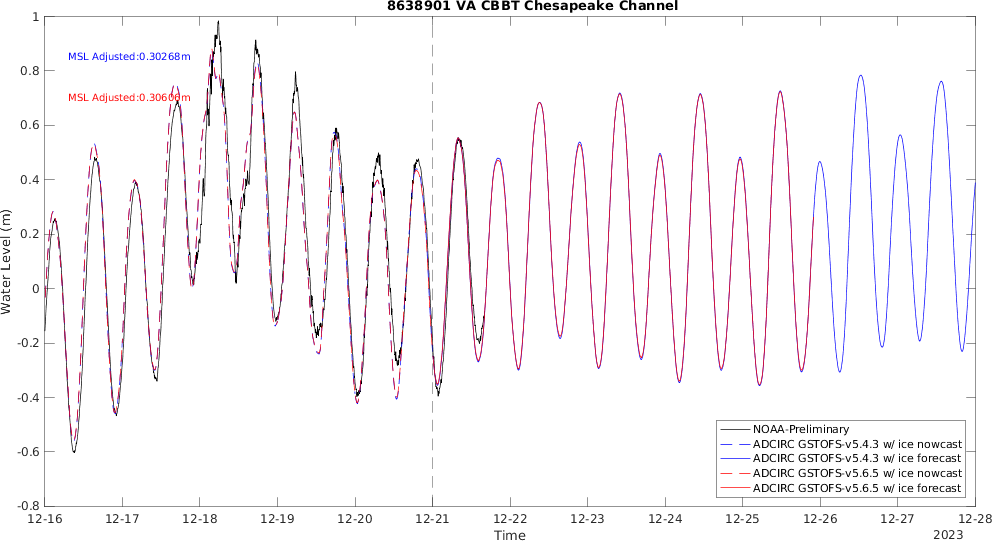 8638901 VA CBBT Chesapeake Channel
MSL Adjusted:0.30268m
MSL Adjusted:0.30606m
Water Level (m)
1
0.8
0.6
0.4
0.2
0
-0.2
-0.4
-0.6
-0.8
NOAA-Preliminary
ADCIRC GSTOFS-v5.4.3 w/ ice nowcast
ADCIRC GSTOFS-v5.4.3 w/ ice forecast
ADCIRC GSTOFS-v5.6.5 w/ ice nowcast
ADCIRC GSTOFS-v5.6.5 w/ ice forecast
12-16 12-17 12-18 12-19 12-20 12-21 12-22 12-23 12-24 12-25 12-26 12-27 12-28
Time
2023